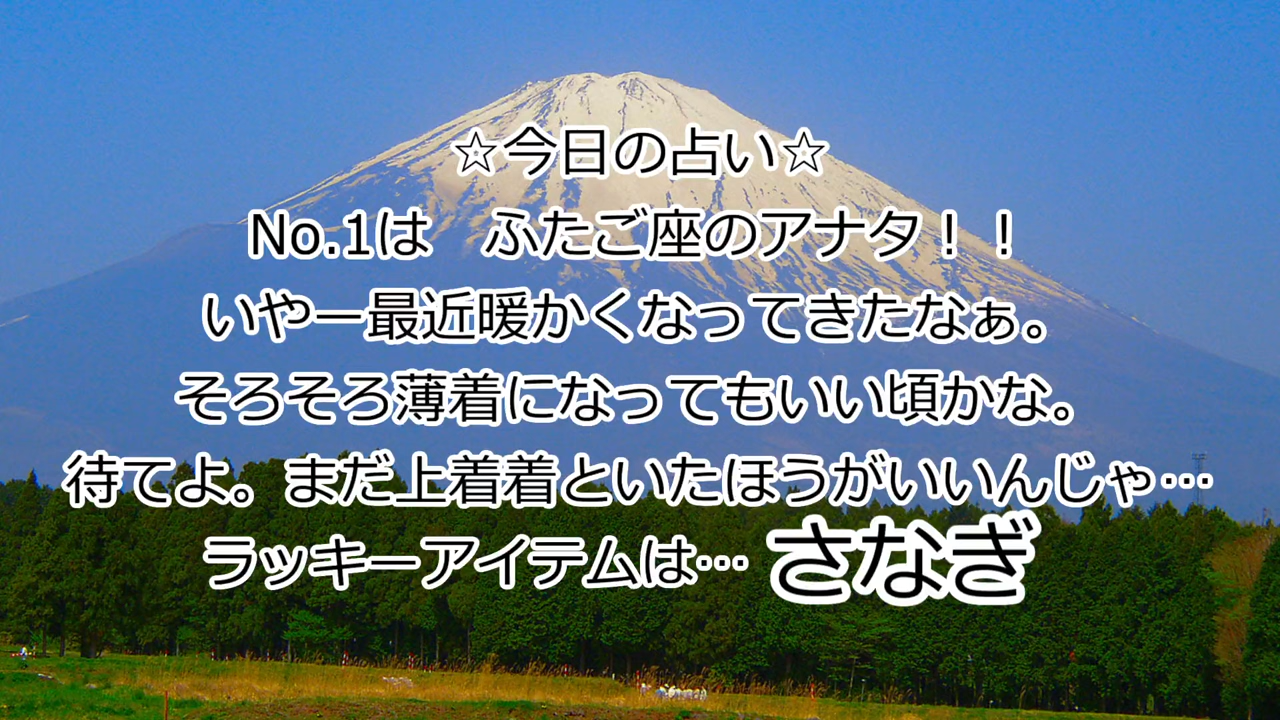 ☆今日の占い☆
No.1は　ふたご座のアナタ！！
いやー最近暖かくなってきたなぁ。
そろそろ薄着になってもいい頃かな。
待てよ。まだ上着着といたほうがいいんじゃ…
ラッキーアイテムは… さなぎ